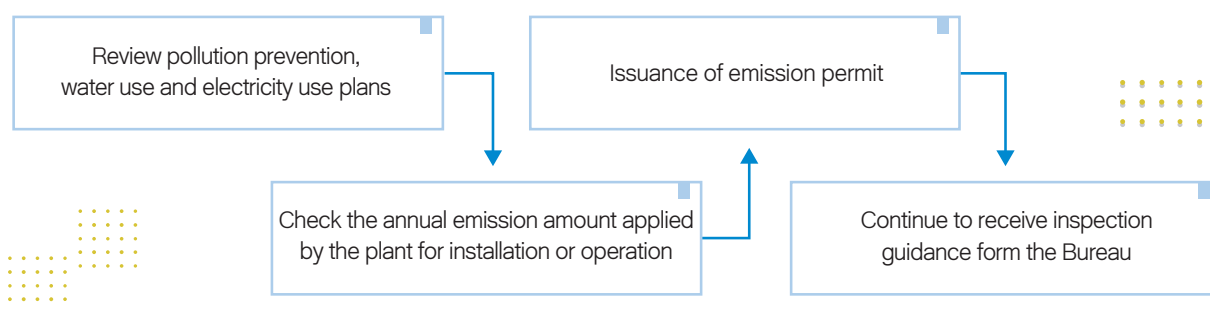 Review pollution prevention,
water use and electricity use plans
Check the annual emission amount applied
by the plant for installation or operation
Issuance of emission permit
Continue to receive inspection
guidance form the Bureau